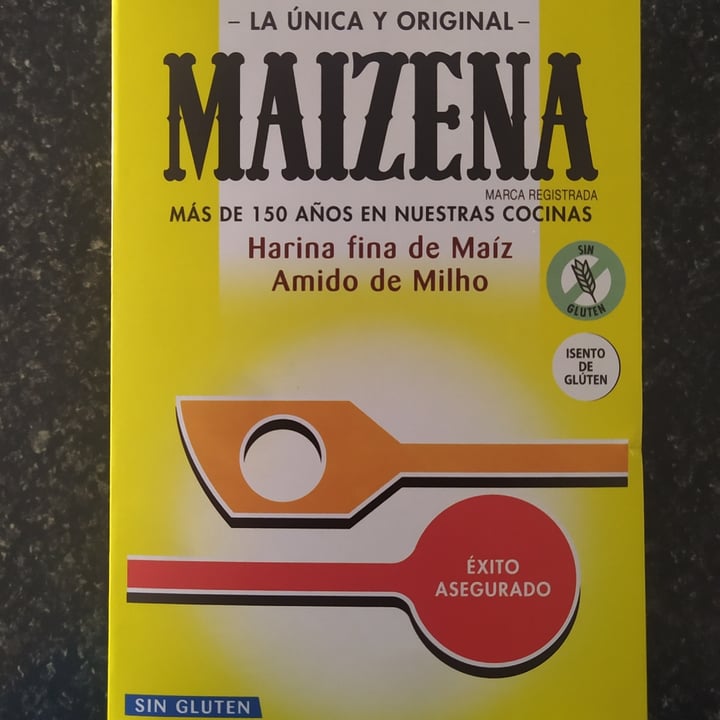 – LA ÚNICA Y ORIGINAL –
MAIZENA
MARCA REGISTRADA
MÁS DE 150 AÑOS EN NUESTRAS COCINAS
Harina fina de Maíz
Amido de Milho
SIN
GLUTEN
ISENTO
DE
GLÚTEN
ÉXITO
ASEGURADO
SIN GLUTEN